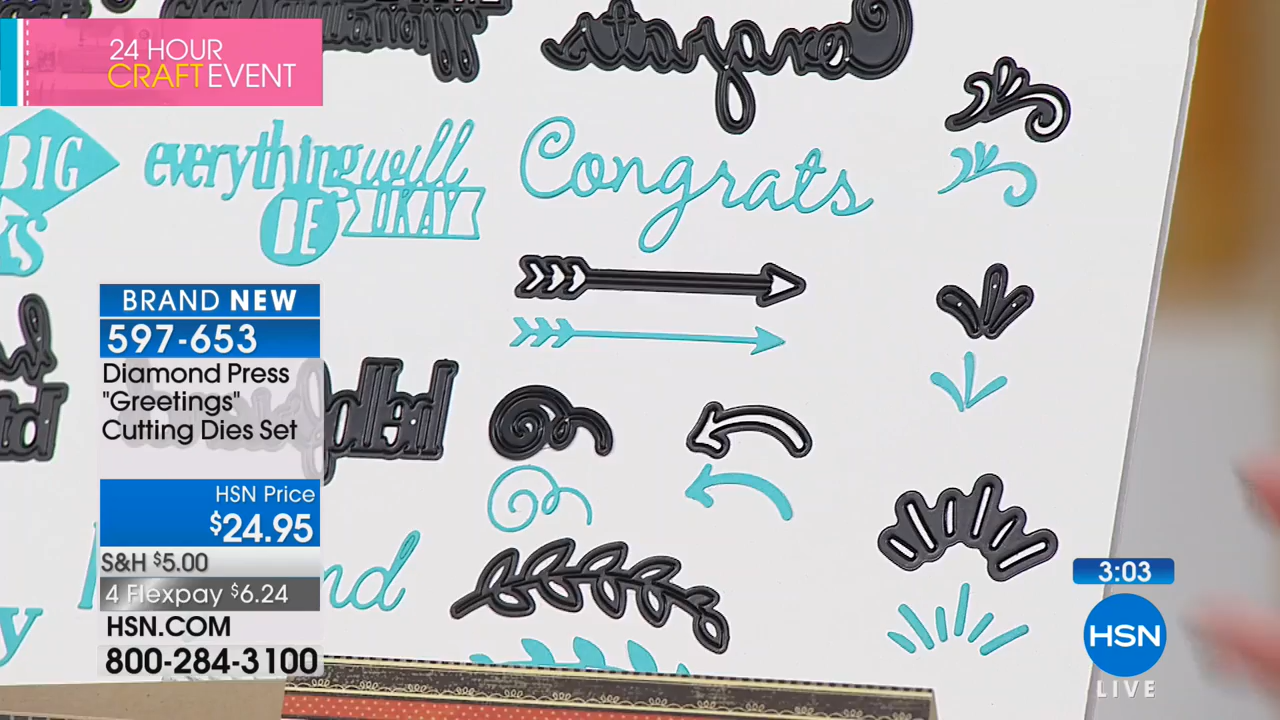 24 HOUR
CRAFT EVENT
BIG
everything will
BE OKAY
Congrats
BRAND NEW
597-653
Diamond Press
"Greetings"
Cutting Dies Set
HSN Price
$24.95
S&H $5.00
4 Flexpay $6.24
HSN.COM
800-284-3100
3:03
HSN
LIVE